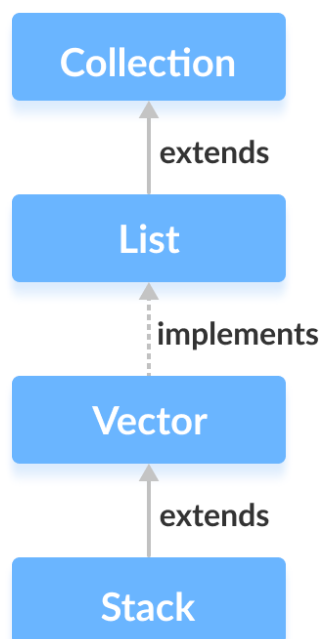 Collection
extends
List
implements
Vector
extends
Stack